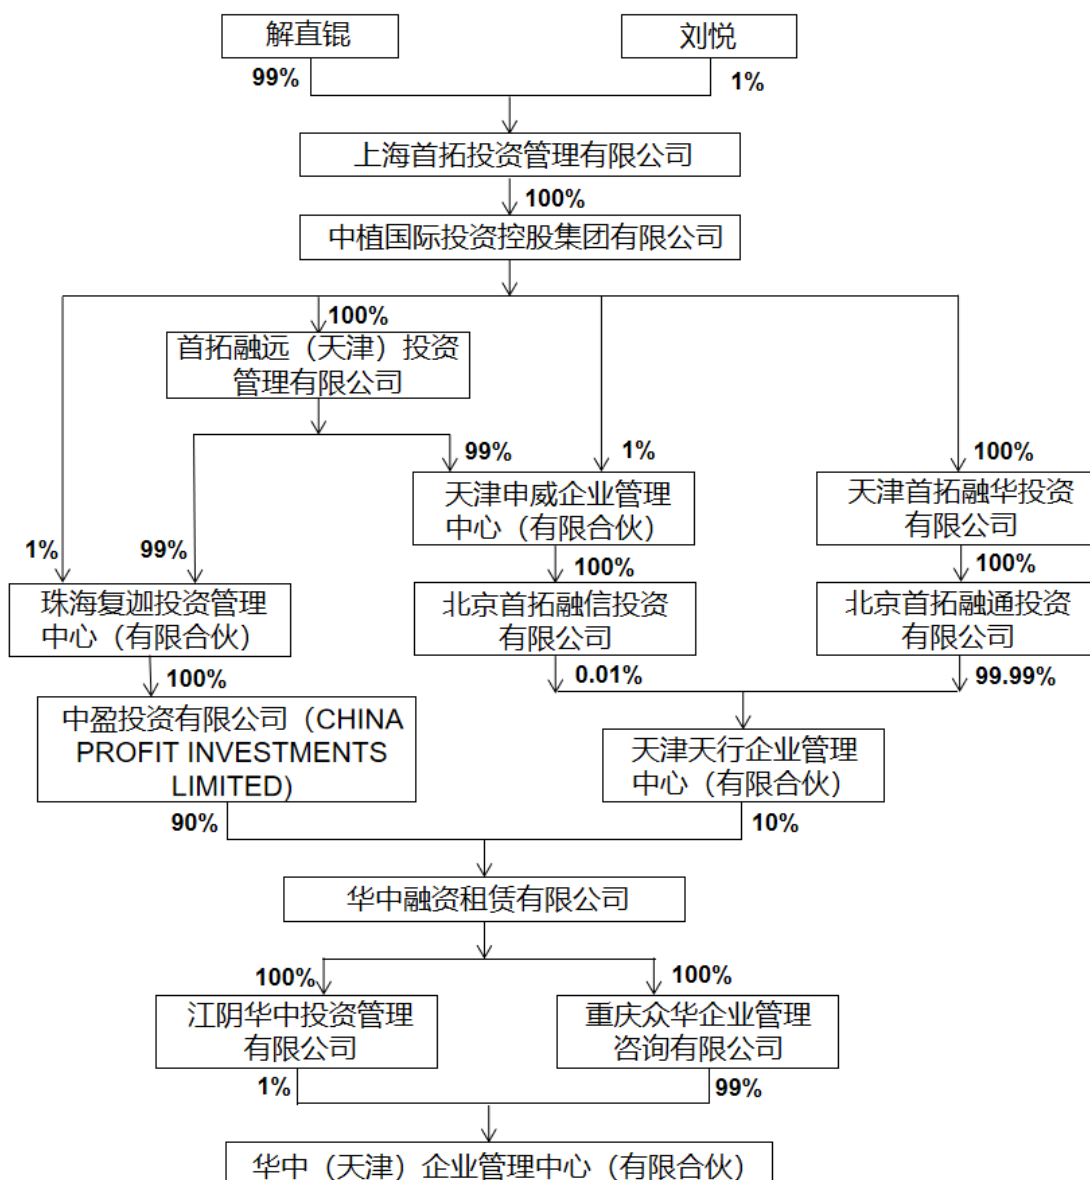 解直锟
刘悦
99%
1%
上海首拓投资管理有限公司
100%
中植国际投资控股集团有限公司
100%
首拓融远（天津）投资
管理有限公司
99%
1%
100%
天津申威企业管理
中心（有限合伙）
天津首拓融华投资
有限公司
1%
99%
100%
100%
珠海复迦投资管理
中心（有限合伙）
北京首拓融信投资
有限公司
北京首拓融通投资
有限公司
100%
0.01%
99.99%
中盈投资有限公司（CHINA
PROFIT INVESTMENTS
LIMITED)
天津天行企业管理
中心（有限合伙）
90%
10%
华中融资租赁有限公司
100%
100%
江阴华中投资管理
有限公司
重庆众华企业管理
咨询有限公司
1%
99%
华中（天津）企业管理中心（有限合伙）